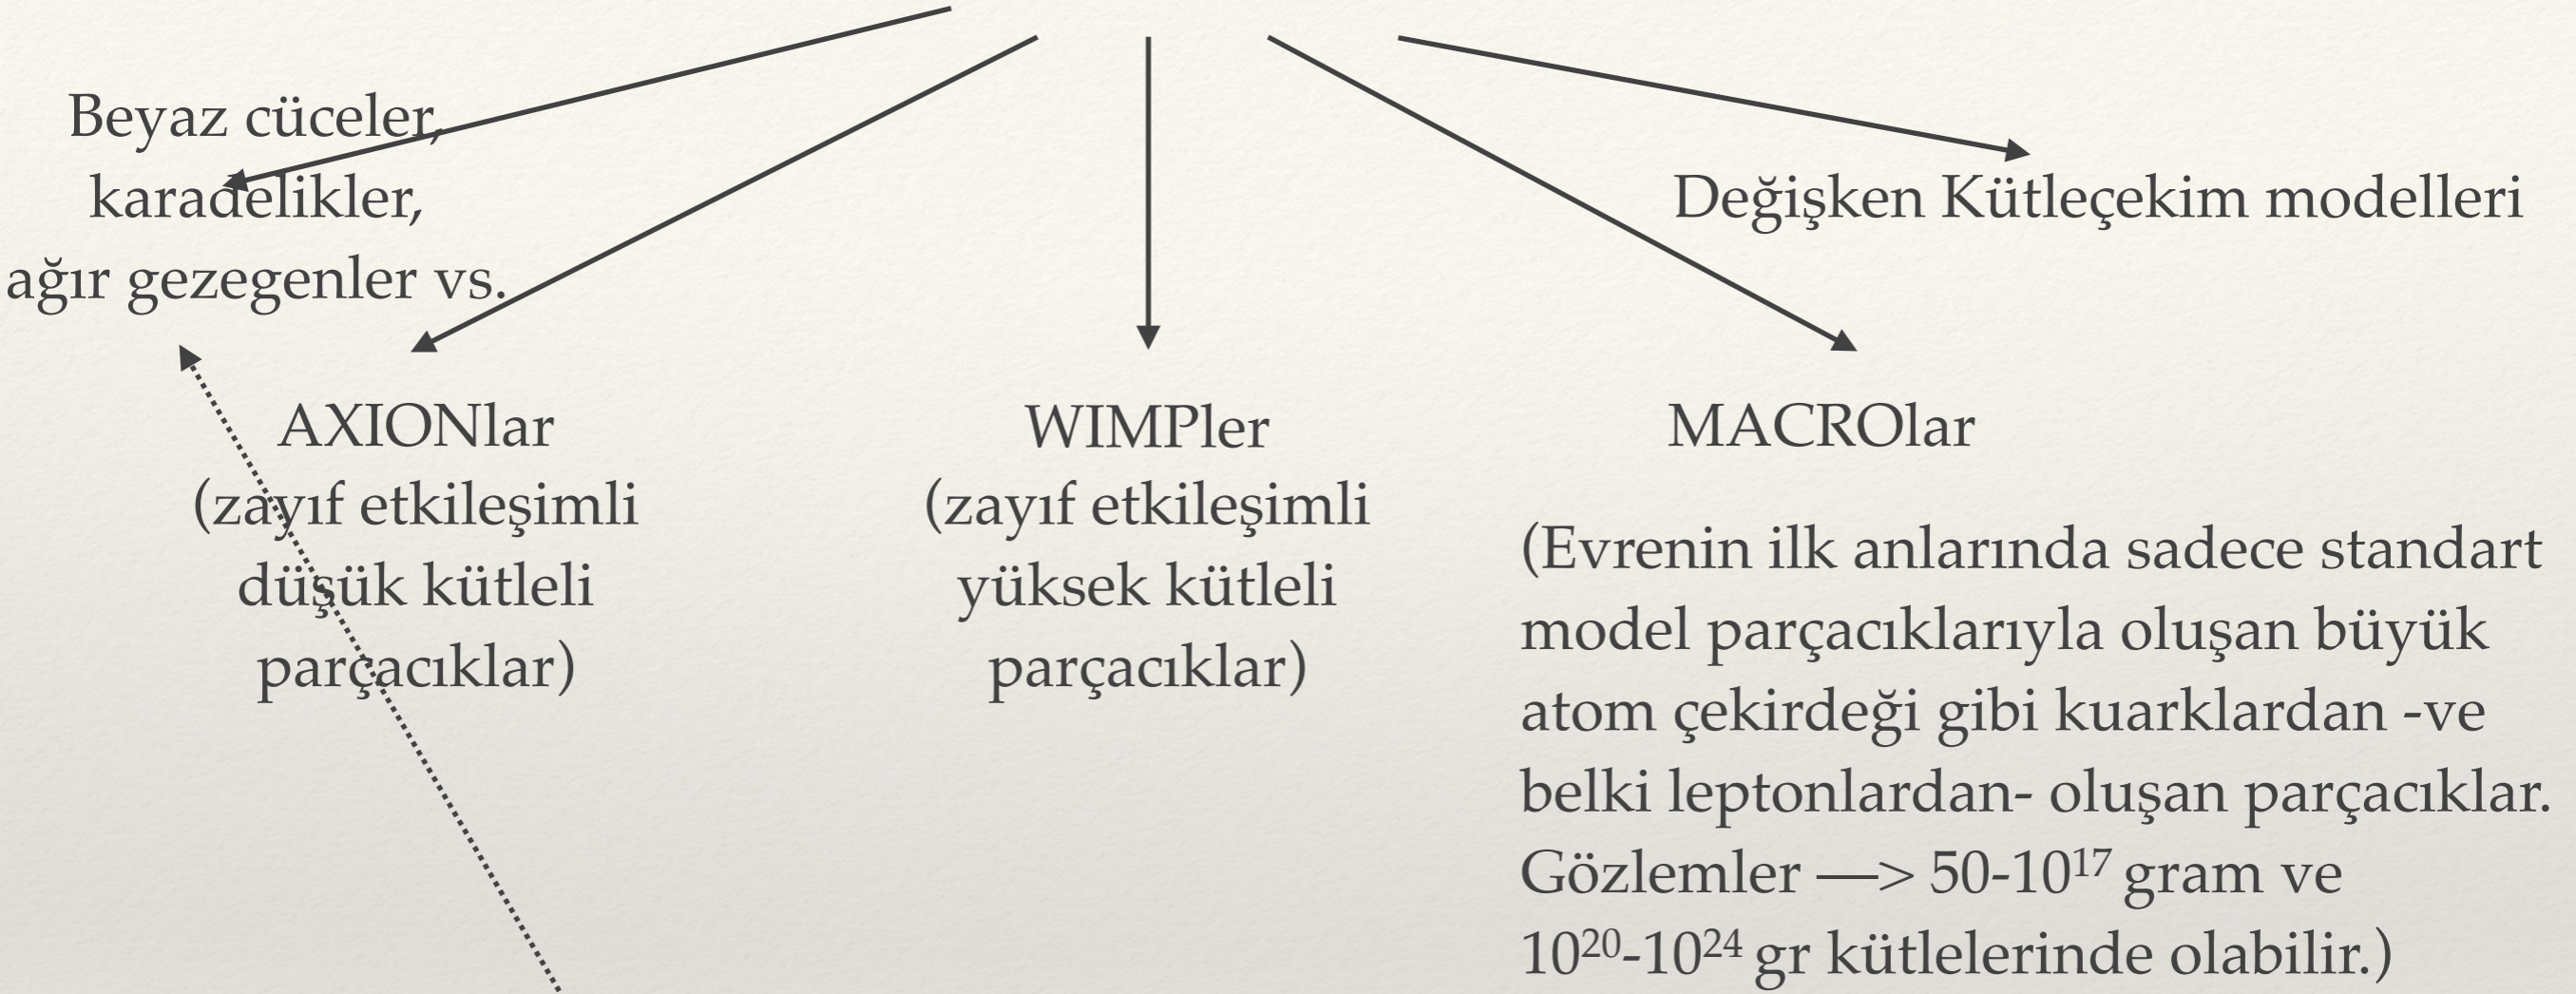 Beyaz cüceler,
karadelikler,
ağır gezegenler vs.
Değişken Kütleçekim modelleri
AXIONlar
(zayıf etkileşimli
düşük kütleli
parçacıklar)
WIMPler
(zayıf etkileşimli
yüksek kütleli
parçacıklar)
MACROlar
(Evrenin ilk anlarında sadece standart
model parçacıklarıyla oluşan büyük
atom çekirdeği gibi kuarklardan -ve
belki leptonlardan- oluşan parçacıklar.
Gözlemler —> 50-10¹⁷ gram ve
10²⁰-10²⁴ gr kütlelerinde olabilir.)